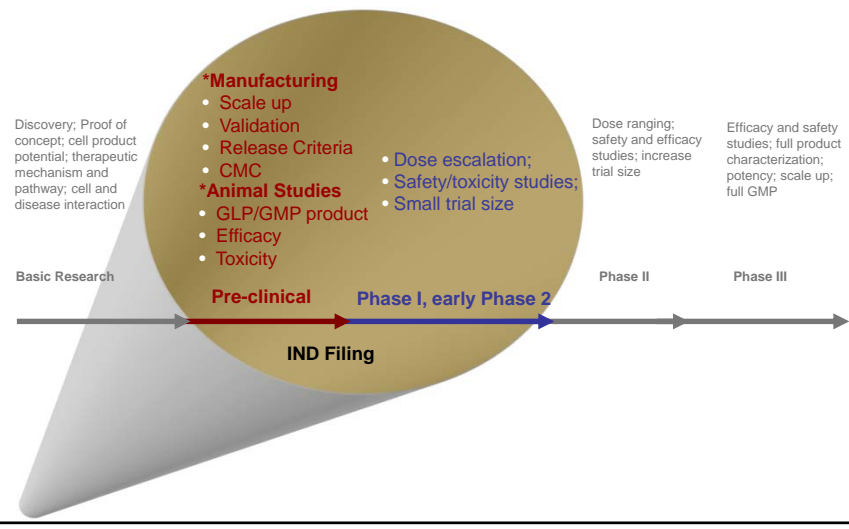 Discovery; Proof of
concept; cell product
potential; therapeutic
mechanism and
pathway; cell and
disease interaction
*Manufacturing
• Scale up
• Validation
• Release Criteria
• CMC
*Animal Studies
• GLP/GMP product
• Efficacy
• Toxicity
• Dose escalation;
• Safety/toxicity studies;
• Small trial size
Dose ranging;
safety and efficacy
studies; increase
trial size
Efficacy and safety
studies; full product
characterization;
potency; scale up;
full GMP
Basic Research
Pre-clinical
Phase I, early Phase 2
Phase II
Phase III
IND Filing